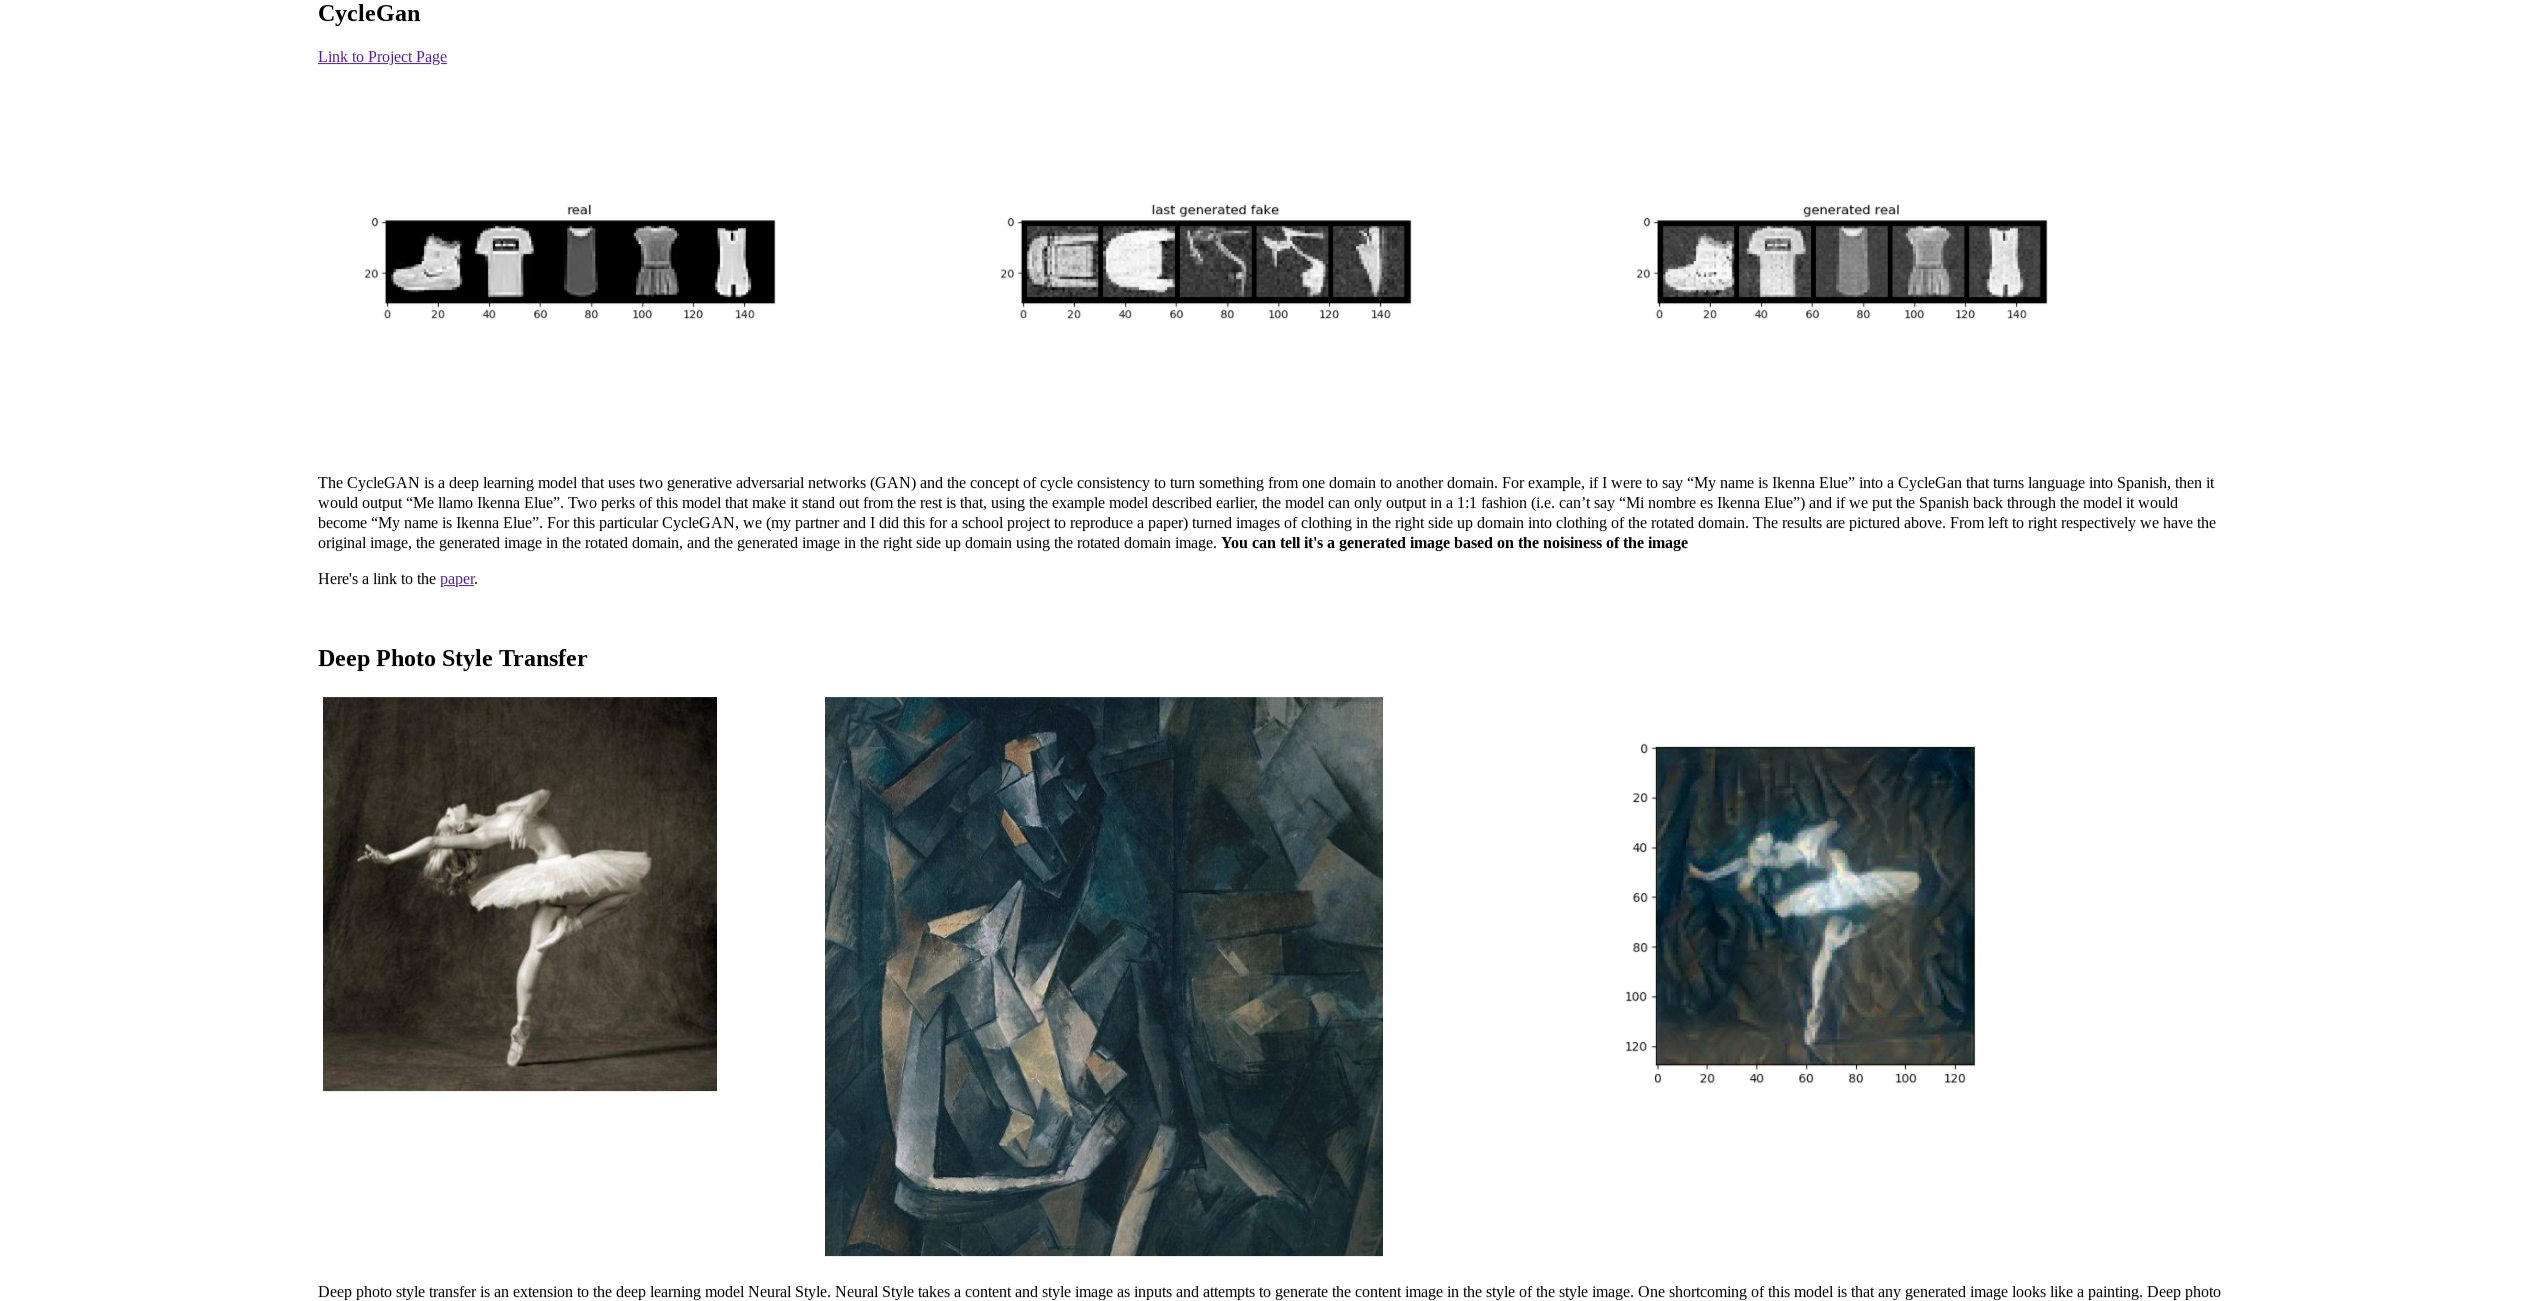 CycleGan
Link to Project Page
real
0
20
0 20 40 60 80 100 120 140
last generated fake
0
20
0 20 40 60 80 100 120 140
generated real
0
20
0 20 40 60 80 100 120 140
The CycleGAN is a deep learning model that uses two generative adversarial networks (GAN) and the concept of cycle consistency to turn something from one domain to another domain. For example, if I were to say “My name is Ikenna Elue” into a CycleGan that turns language into Spanish, then it
would output “Me llamo Ikenna Elue”. Two perks of this model that make it stand out from the rest is that, using the example model described earlier, the model can only output in a 1:1 fashion (i.e. can’t say “Mi nombre es Ikenna Elue”) and if we put the Spanish back through the model it would
become “My name is Ikenna Elue”. For this particular CycleGAN, we (my partner and I did this for a school project to reproduce a paper) turned images of clothing in the right side up domain into clothing of the rotated domain. The results are pictured above. From left to right respectively we have the
original image, the generated image in the rotated domain, and the generated image in the right side up domain using the rotated domain image. You can tell it's a generated image based on the noisiness of the image
Here's a link to the paper.
Deep Photo Style Transfer
0
20
40
60
80
100
120
0 20 40 60 80 100 120
Deep photo style transfer is an extension to the deep learning model Neural Style. Neural Style takes a content and style image as inputs and attempts to generate the content image in the style of the style image. One shortcoming of this model is that any generated image looks like a painting. Deep photo